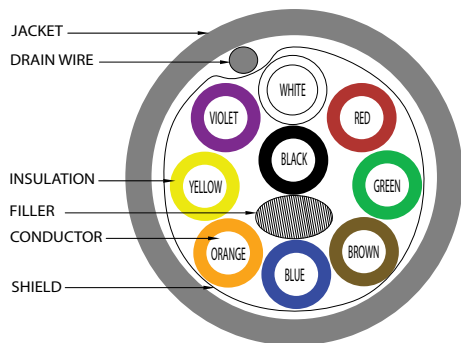 JACKET
DRAIN WIRE
WHITE
VIOLET
RED
BLACK
INSULATION
YELLOW
GREEN
FILLER
CONDUCTOR
ORANGE
BROWN
BLUE
SHIELD